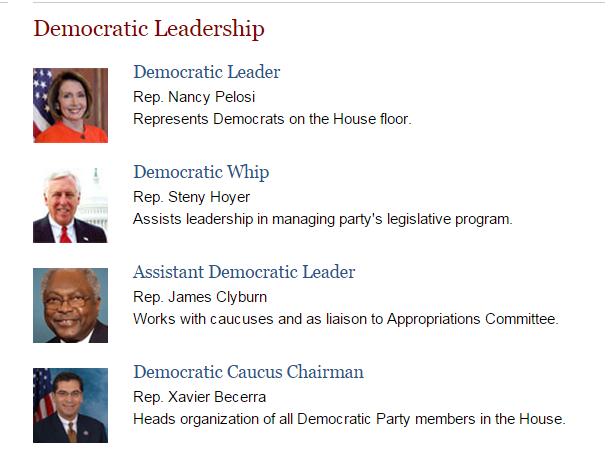 Democratic Leadership
Democratic Leader
Rep. Nancy Pelosi
Represents Democrats on the House floor.
Democratic Whip
Rep. Steny Hoyer
Assists leadership in managing party's legislative program.
Assistant Democratic Leader
Rep. James Clyburn
Works with caucuses and as liaison to Appropriations Committee.
Democratic Caucus Chairman
Rep. Xavier Becerra
Heads organization of all Democratic Party members in the House.